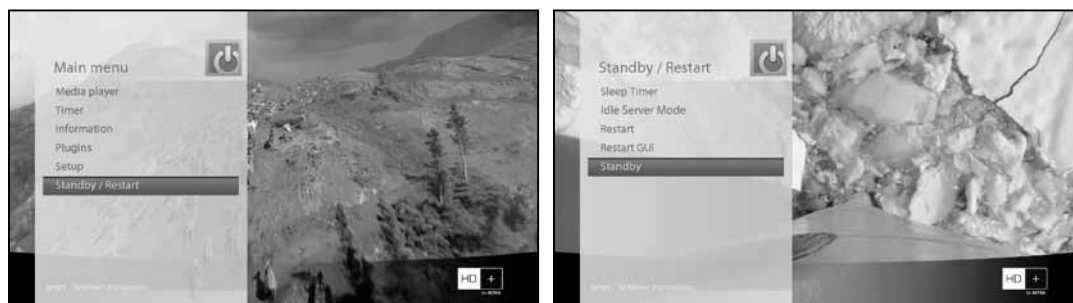 Main menu
Media player
Timer
Information
Plugins
Setup
Standby / Restart
HD +
Standby / Restart
Sleep Timer
Idle Server Mode
Restart
Restart GUI
Standby
HD +